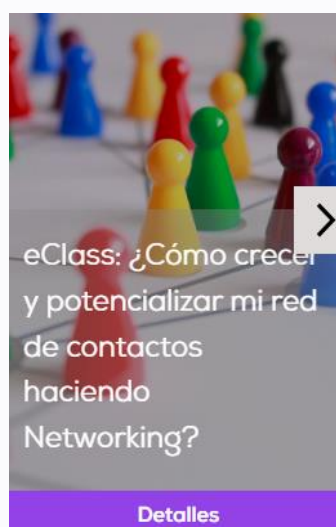 eClass: ¿Cómo crecer
y potencializar mi red
de contactos
haciendo
Networking?
Detalles